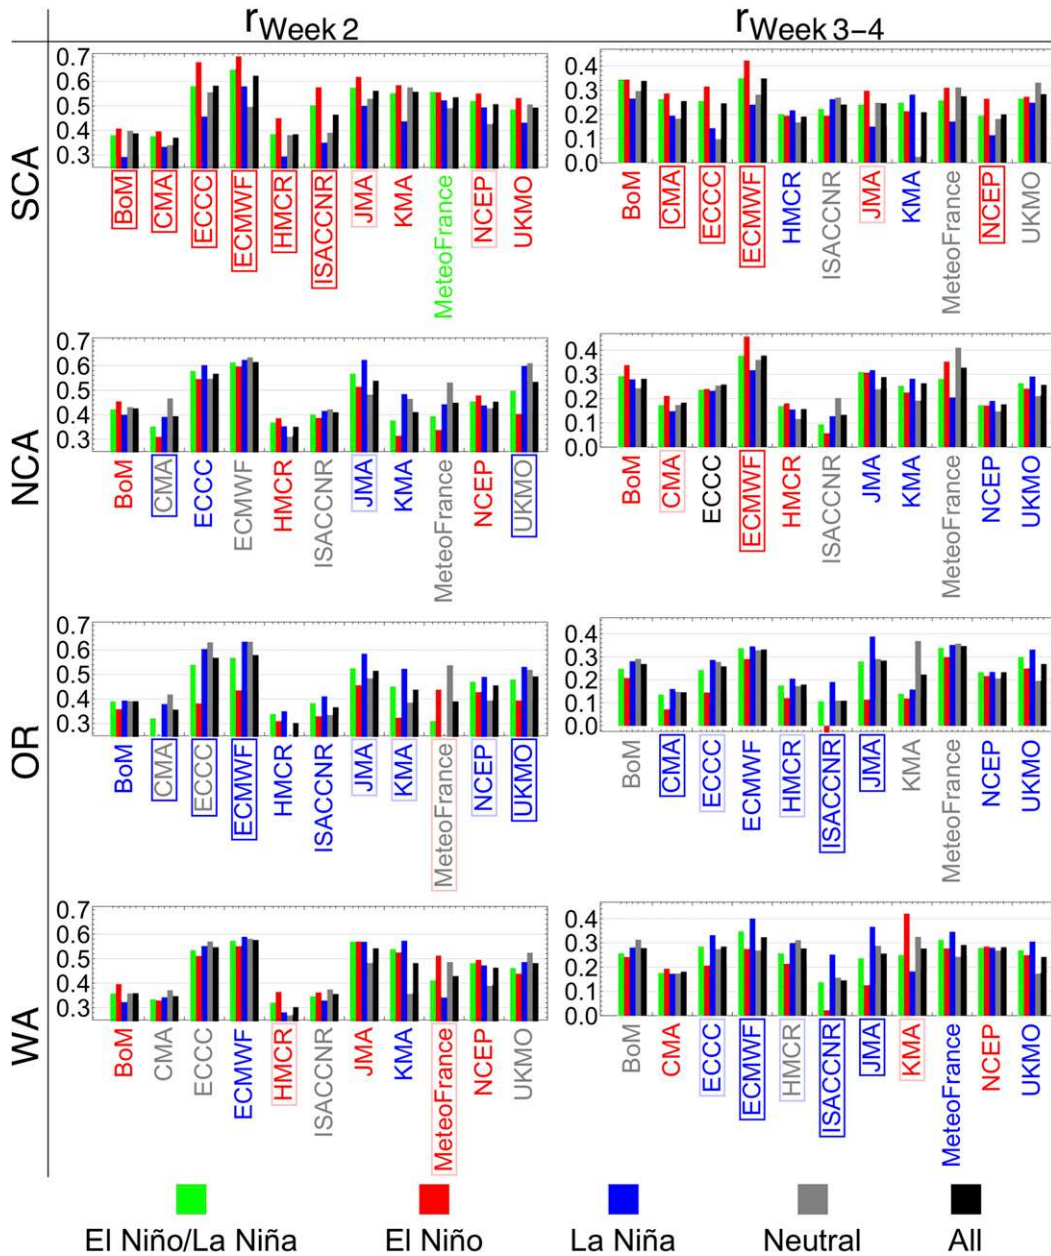 r Week 2 r Week 3–4
SCA
0.7 0.6 0.5 0.4 0.3
BoM CMA ECCC ECMWF HMCR ISACCNR JMA KMA MeteoFrance NCEP UKMO
0.4 0.3 0.2 0.1 0.0
BoM CMA ECCC ECMWF HMCR ISACCNR JMA KMA MeteoFrance NCEP UKMO
NCA
0.7 0.6 0.5 0.4 0.3
BoM CMA ECCC ECMWF HMCR ISACCNR JMA KMA MeteoFrance NCEP UKMO
0.4 0.3 0.2 0.1 0.0
BoM CMA ECCC ECMWF HMCR ISACCNR JMA KMA MeteoFrance NCEP UKMO
OR
0.7 0.6 0.5 0.4 0.3
BoM CMA ECCC ECMWF HMCR ISACCNR JMA KMA MeteoFrance NCEP UKMO
0.4 0.3 0.2 0.1 0.0
BoM CMA ECCC ECMWF HMCR ISACCNR JMA KMA MeteoFrance NCEP UKMO
WA
0.7 0.6 0.5 0.4 0.3
BoM CMA ECCC ECMWF HMCR ISACCNR JMA KMA MeteoFrance NCEP UKMO
0.4 0.3 0.2 0.1 0.0
BoM CMA ECCC ECMWF HMCR ISACCNR JMA KMA MeteoFrance NCEP UKMO
El Niño/La Niña El Niño La Niña Neutral All